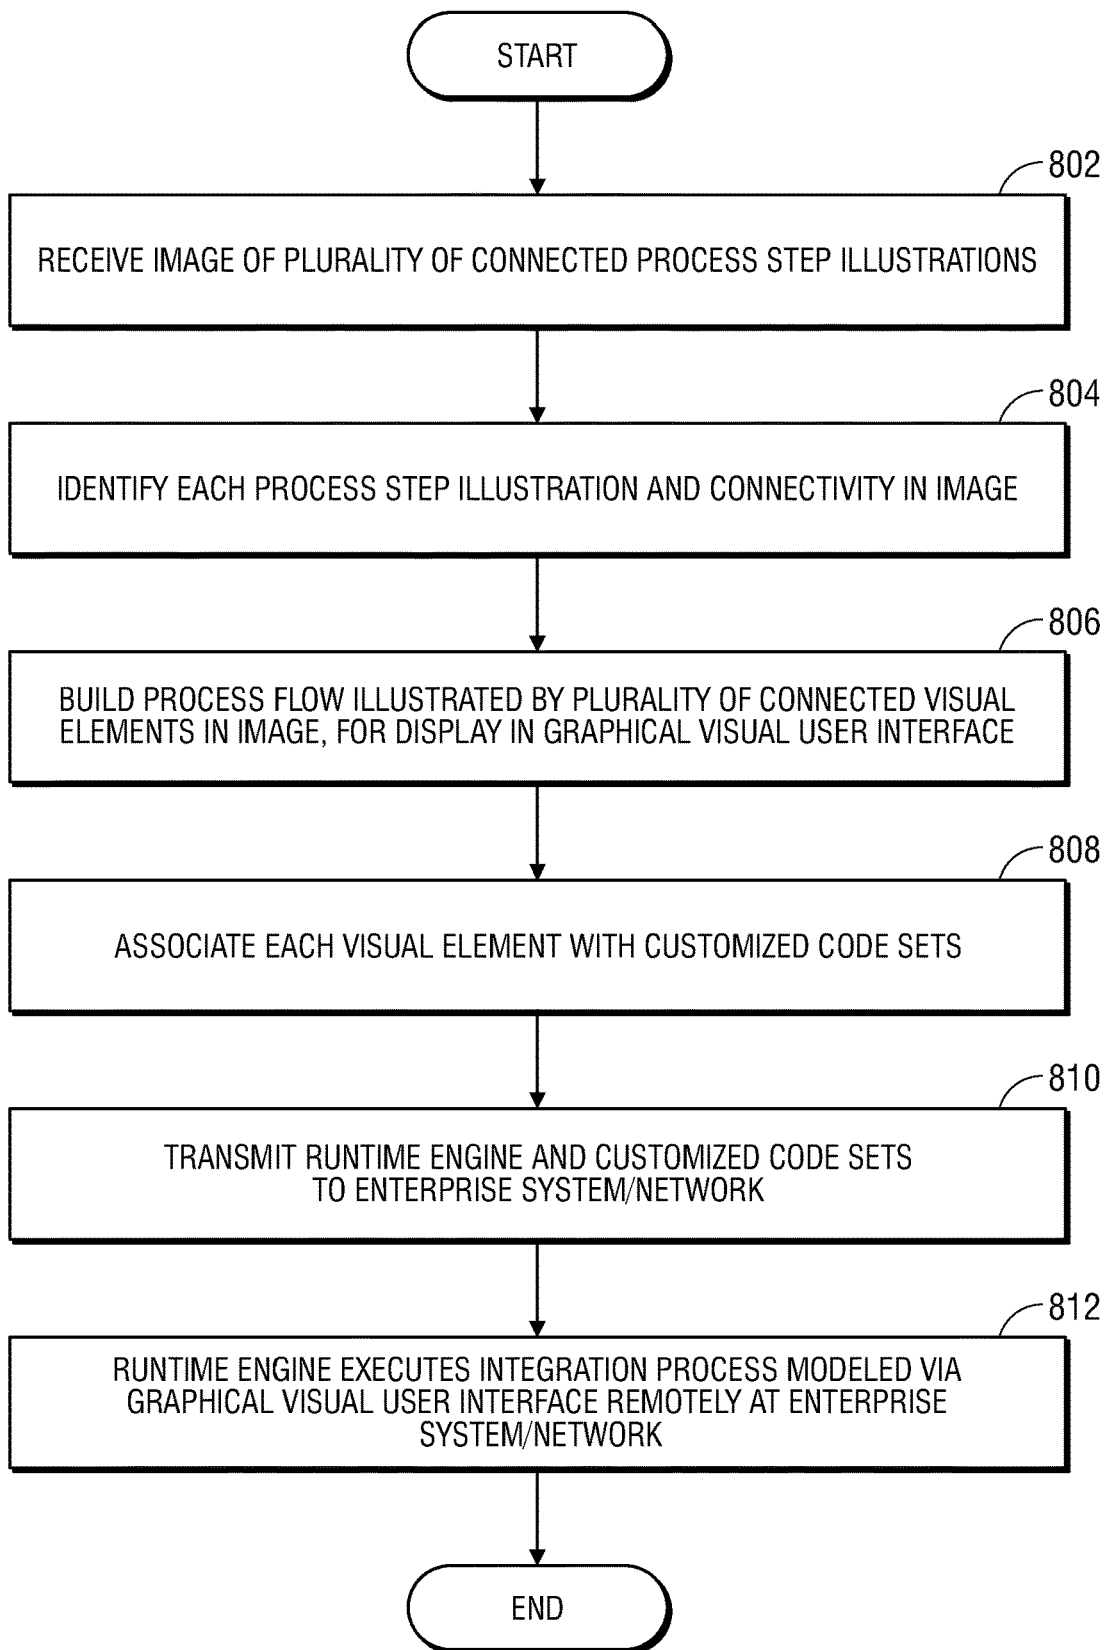 START
802
RECEIVE IMAGE OF PLURALITY OF CONNECTED PROCESS STEP ILLUSTRATIONS
804
IDENTIFY EACH PROCESS STEP ILLUSTRATION AND CONNECTIVITY IN IMAGE
806
BUILD PROCESS FLOW ILLUSTRATED BY PLURALITY OF CONNECTED VISUAL
ELEMENTS IN IMAGE, FOR DISPLAY IN GRAPHICAL VISUAL USER INTERFACE
808
ASSOCIATE EACH VISUAL ELEMENT WITH CUSTOMIZED CODE SETS
810
TRANSMIT RUNTIME ENGINE AND CUSTOMIZED CODE SETS
TO ENTERPRISE SYSTEM/NETWORK
812
RUNTIME ENGINE EXECUTES INTEGRATION PROCESS MODELED VIA
GRAPHICAL VISUAL USER INTERFACE REMOTELY AT ENTERPRISE
SYSTEM/NETWORK
END